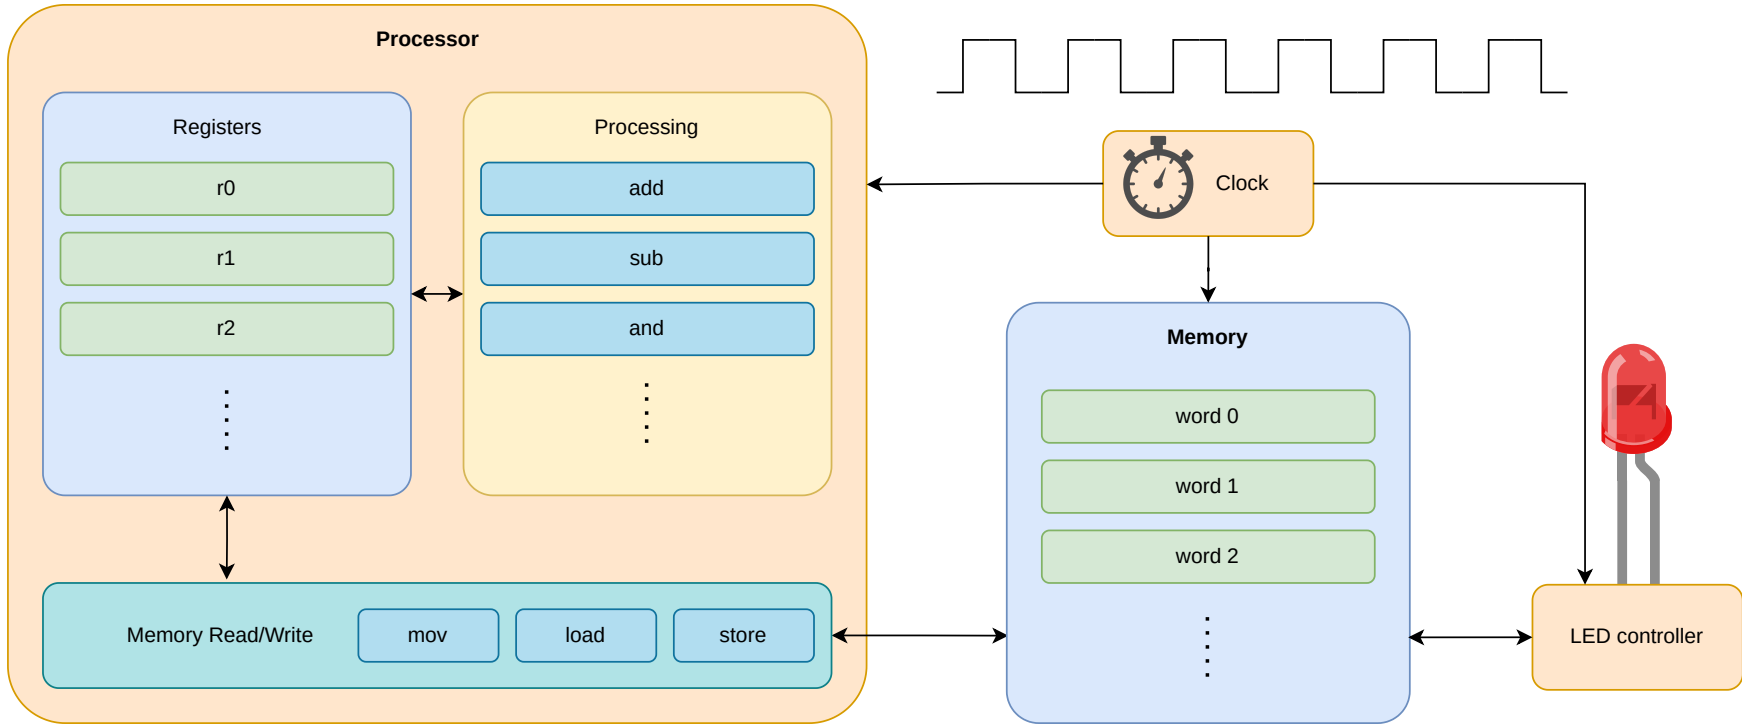 Processor
Registers
r0
r1
r2
Processing
add
sub
and
Memory Read/Write
mov
load
store
Clock
Memory
word 0
word 1
word 2
LED controller